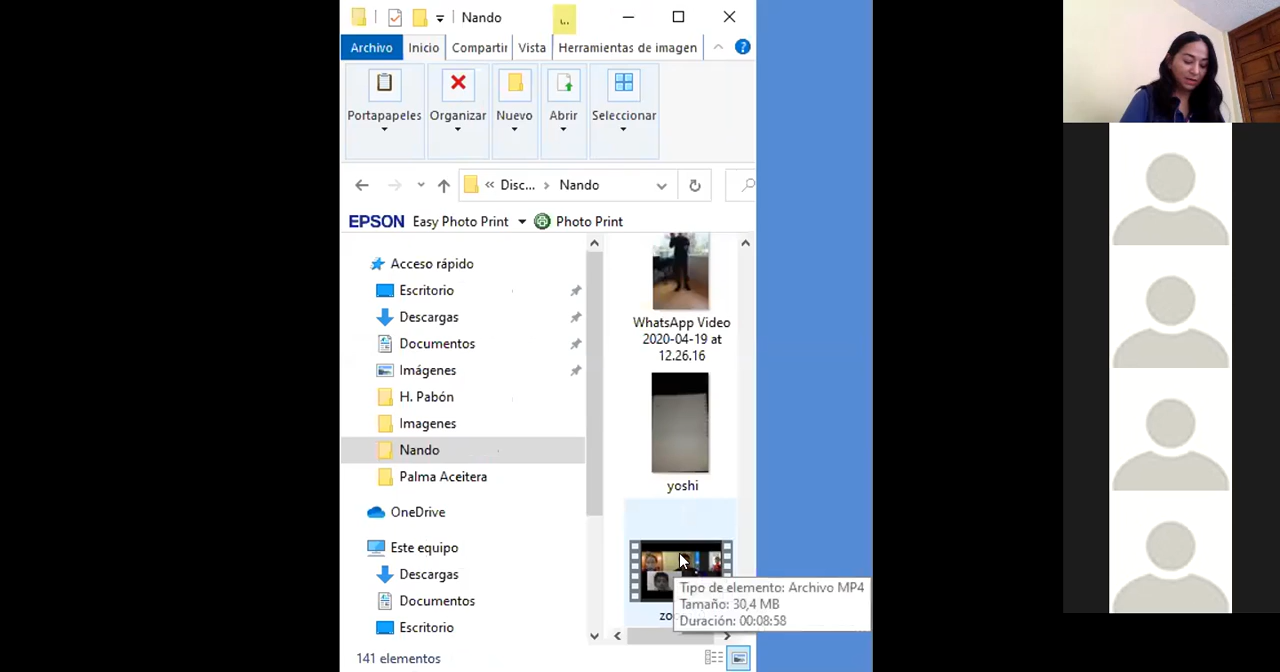 Nando
Archivo Inicio Compartir Vista Herramientas de imagen
Portapapeles Organizar Nuevo Abrir Seleccionar
« Disc... › Nando
EPSON Easy Photo Print Photo Print
Acceso rápido
Escritorio
Descargas
Documentos
Imágenes
H. Pabón
Imagenes
Nando
Palma Aceitera
OneDrive
Este equipo
Descargas
Documentos
Escritorio
WhatsApp Video
2020-04-19 at
12.26.16
yoshi
Tipo de elemento: Archivo MP4
Tamaño: 30,4 MB
Duración: 00:08:58
141 elementos